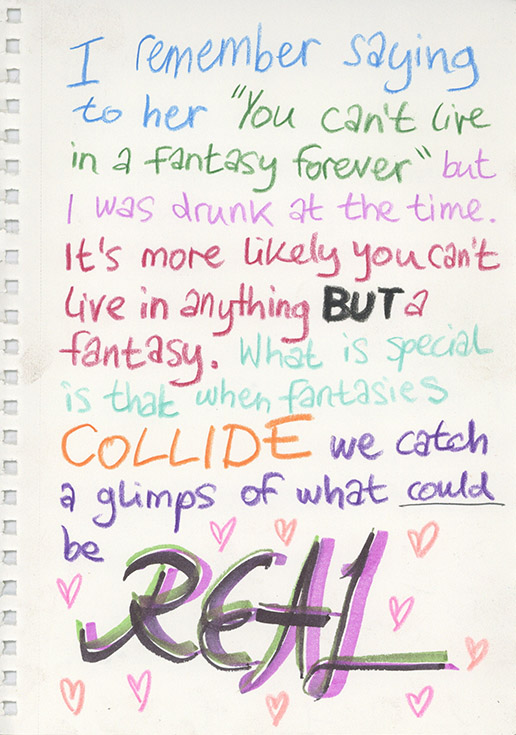 I remember saying
to her "You can't live
in a fantasy forever" but
I was drunk at the time.
It's more likely you can't
live in anything BUT a
fantasy. What is special
is that when fantasies
COLLIDE we catch
a glimps of what could
be
REAL